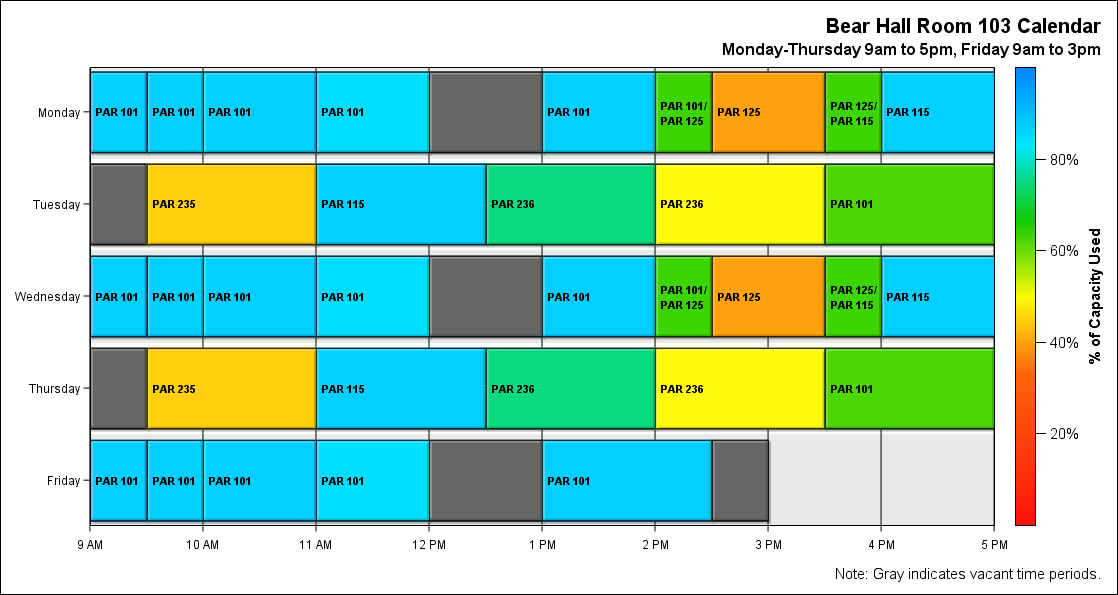 Bear Hall Room 103 Calendar
Monday-Thursday 9am to 5pm, Friday 9am to 3pm
Monday
PAR 101
PAR 101
PAR 101
PAR 101
PAR 101
PAR 101/
PAR 125
PAR 125
PAR 125/
PAR 115
PAR 115
Tuesday
PAR 235
PAR 115
PAR 236
PAR 236
PAR 101
Wednesday
PAR 101
PAR 101
PAR 101
PAR 101
PAR 101
PAR 101/
PAR 125
PAR 125
PAR 125/
PAR 115
PAR 115
Thursday
PAR 235
PAR 115
PAR 236
PAR 236
PAR 101
Friday
PAR 101
PAR 101
PAR 101
PAR 101
PAR 101
9 AM
10 AM
11 AM
12 PM
1 PM
2 PM
3 PM
4 PM
5 PM
80%
60%
40%
20%
% of Capacity Used
Note: Gray indicates vacant time periods.